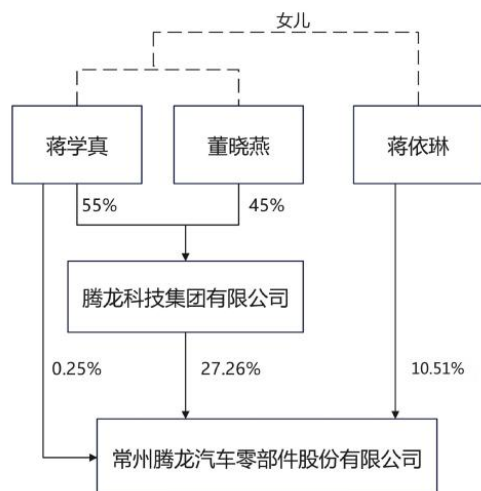 女儿
蒋学真
董晓燕
蒋依琳
55%
45%
腾龙科技集团有限公司
0.25%
27.26%
10.51%
常州腾龙汽车零部件股份有限公司